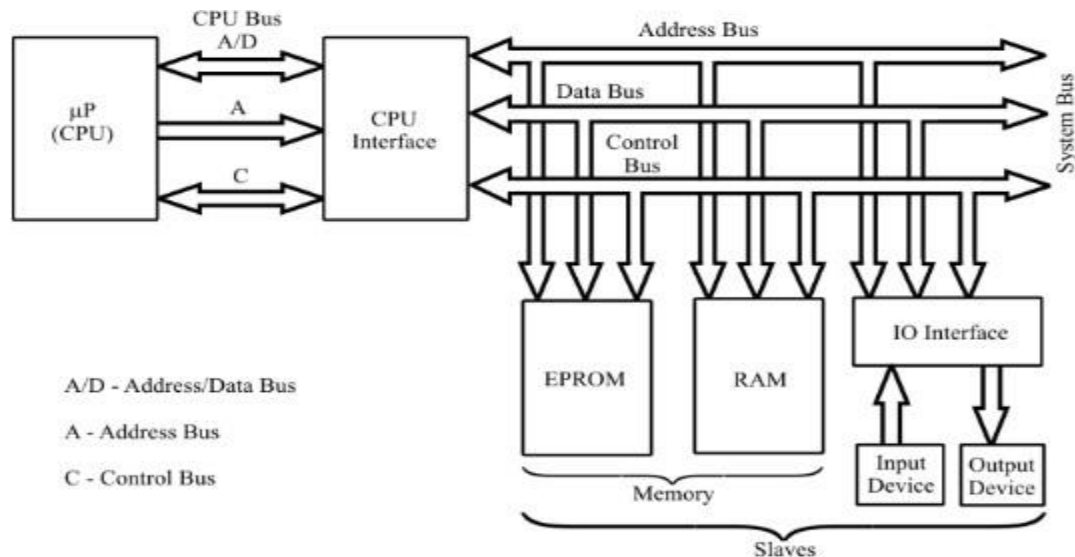 CPU Bus
A/D
A
C
µP
(CPU)
CPU
Interface
Address Bus
Data Bus
Control
Bus
System Bus
EPROM
RAM
IO Interface
Input
Device
Output
Device
Memory
Slaves
A/D - Address/Data Bus
A - Address Bus
C - Control Bus